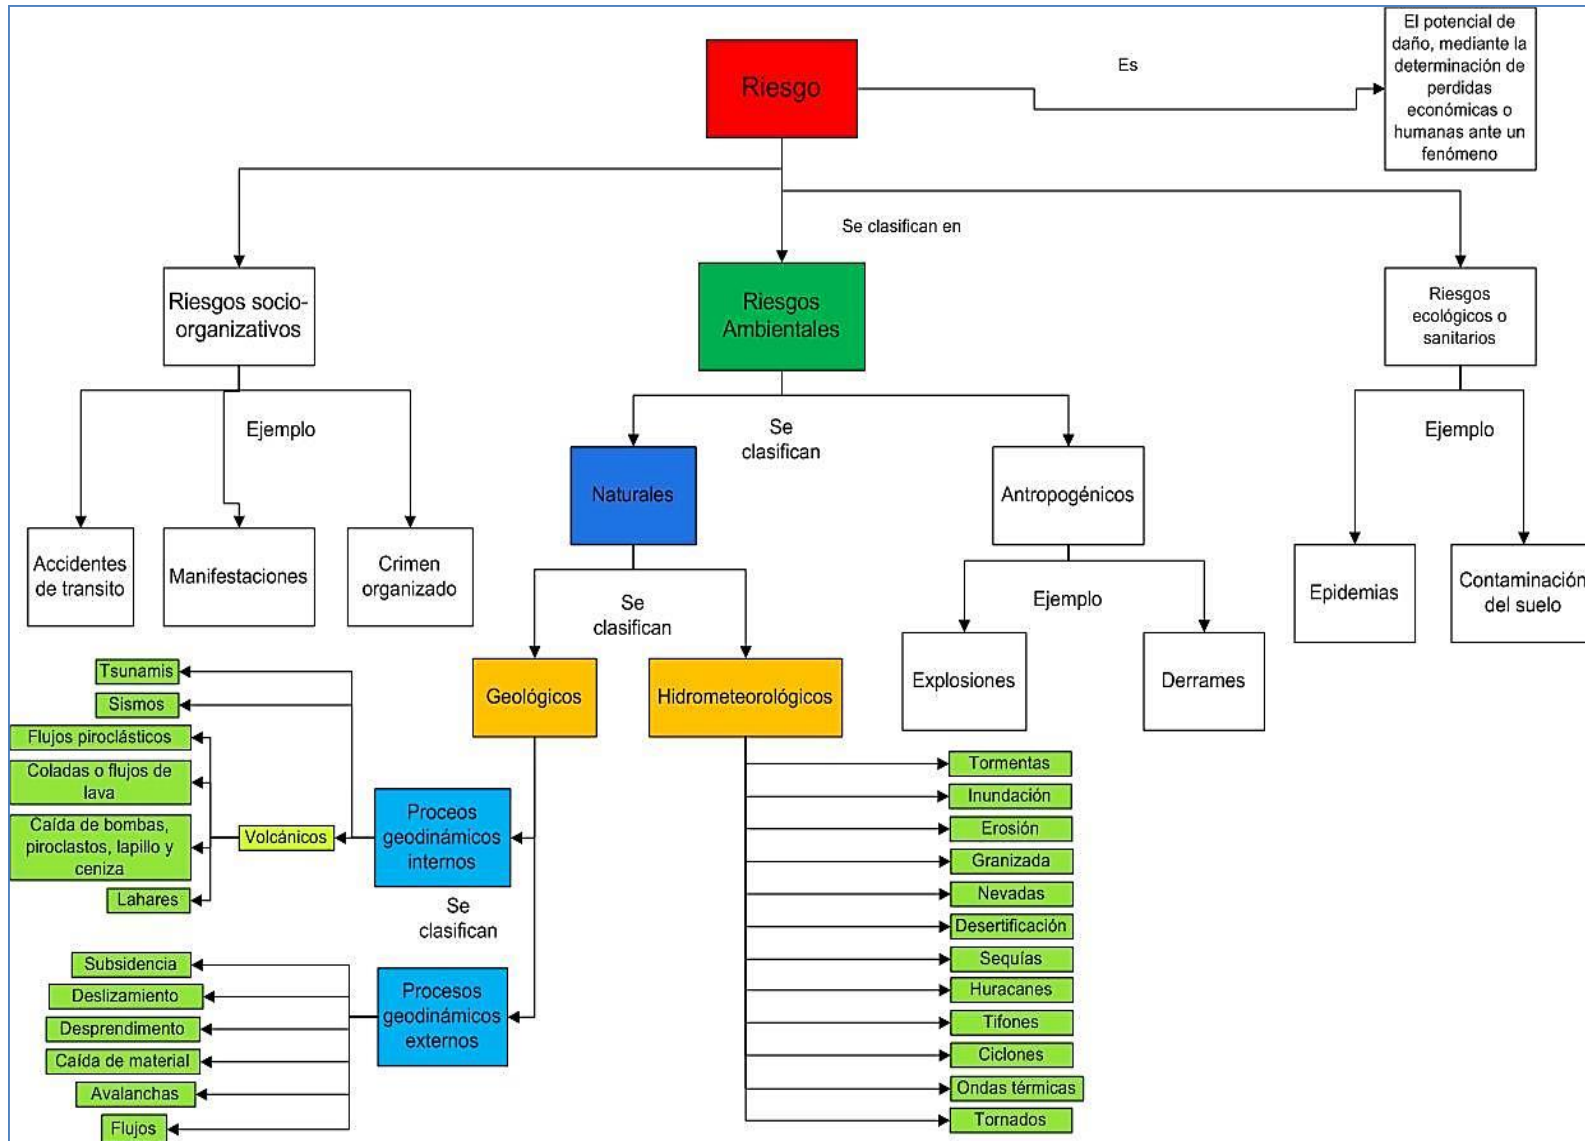 Riesgo
Es
El potencial de
daño, mediante la
determinación de
perdidas
económicas o
humanas ante un
fenómeno
Se clasifican en
Riesgos socio-
organizativos
Riesgos
Ambientales
Riesgos
ecológicos o
sanitarios
Ejemplo
Se
clasifican
Ejemplo
Naturales
Antropogénicos
Accidentes
de transito
Manifestaciones
Crimen
organizado
Epidemias
Contaminación
del suelo
Se
clasifican
Ejemplo
Geológicos
Hidrometeorológicos
Explosiones
Derrames
Tsunamis
Sismos
Flujos piroclásticos
Coladas o flujos de
lava
Caída de bombas,
piroclastos, lapillo y
ceniza
Lahares
Volcánicos
Proceos
geodinámicos
internos
Se
clasifican
Subsidencia
Deslizamiento
Desprendimento
Caída de material
Avalanchas
Flujos
Procesos
geodinámicos
externos
Tormentas
Inundación
Erosión
Granizada
Nevadas
Desertificación
Sequías
Huracanes
Tifones
Ciclones
Ondas térmicas
Tornados